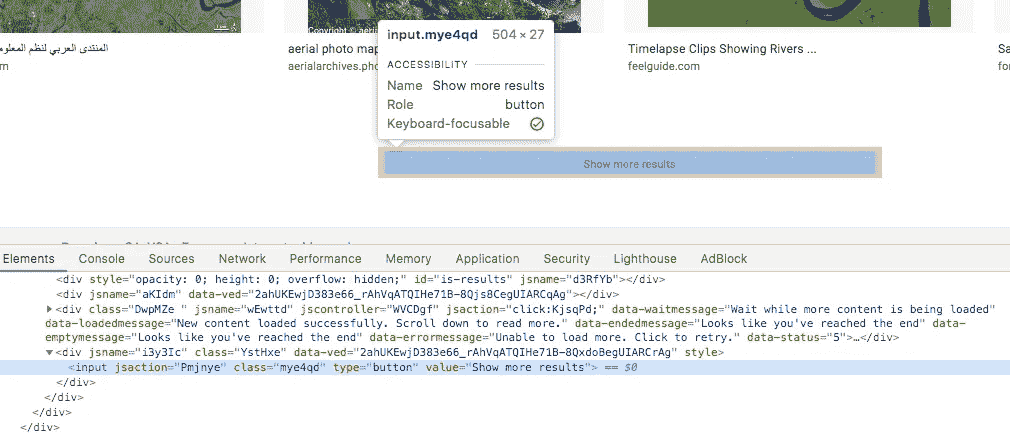 Copyright © aerial
input.mye4qd 504 × 27
ACCESSIBILITY
Name Show more results
Role button
Keyboard-focusable
المنتدى العربي لنظم المعلو
om
aerial photo map
aerialarchives.pho
Timelapse Clips Showing Rivers ...
feelguide.com
Sa
for
Show more results
Elements Console Sources Network Performance Memory Application Security Lighthouse AdBlock
<div style="opacity: 0; height: 0; overflow: hidden;" id="is-results" jsname="d3RfYb"></div>
<div jsname="aKIdm" data-ved="2ahUKEwjD383e66_rAhVqATQIHe71B-8Qjs8CegUIARCqAg"></div>
<div class="DwpMZe " jsname="wEwttd" jscontroller="WVCDgf" jsaction="click:KjsqPd;" data-waitmessage="Wait while more content is being loaded"
data-loadedmessage="New content loaded successfully. Scroll down to read more." data-endedmessage="Looks like you've reached the end" data-
emptymessage="Looks like you've reached the end" data-errormessage="Unable to load more. Click to retry." data-status="5">…</div>
<div jsname="i3y3Ic" class="YstHxe" data-ved="2ahUKEwjD383e66_rAhVqATQIHe71B-8QxdoBegUIARCrAg" style>
<input jsaction="Pmjnye" class="mye4qd" type="button" value="Show more results"> == $0
</div>
</div>
</div>
</div>